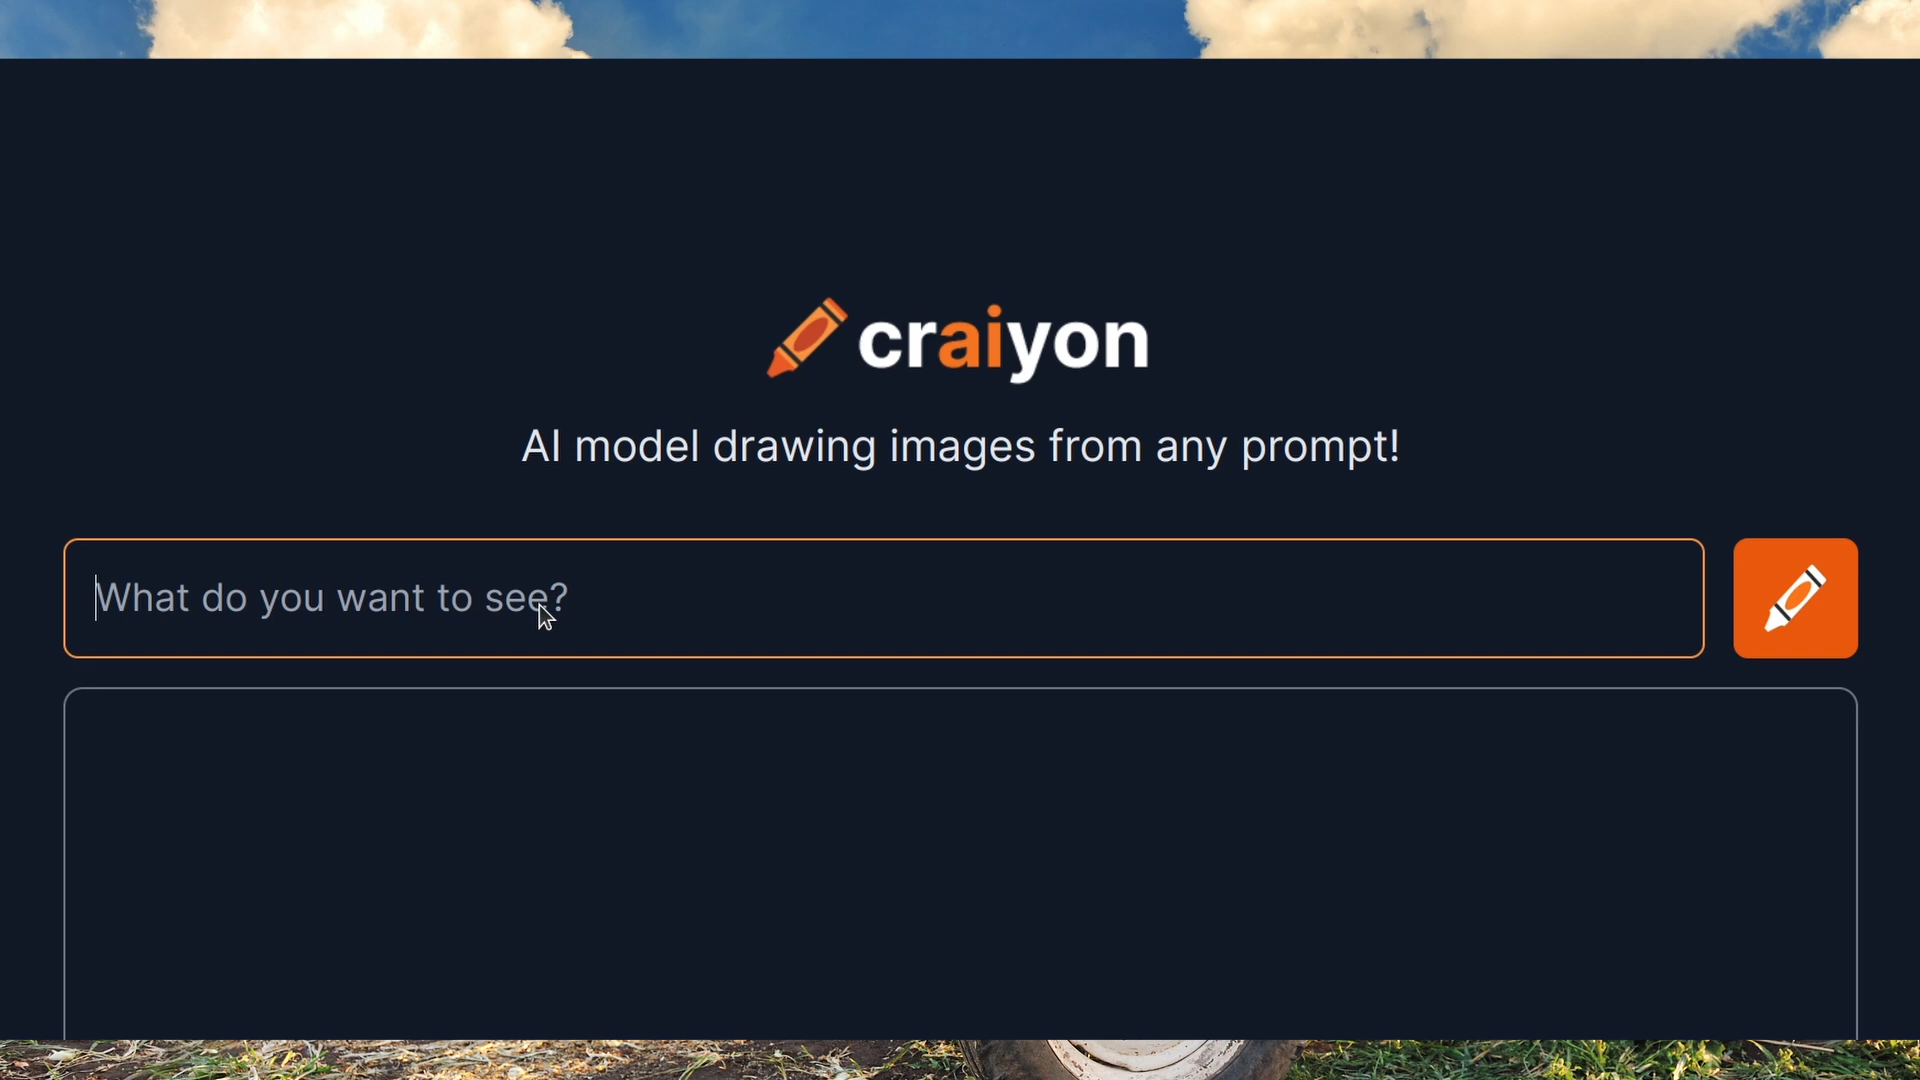 craiyon
AI model drawing images from any prompt!
What do you want to see?